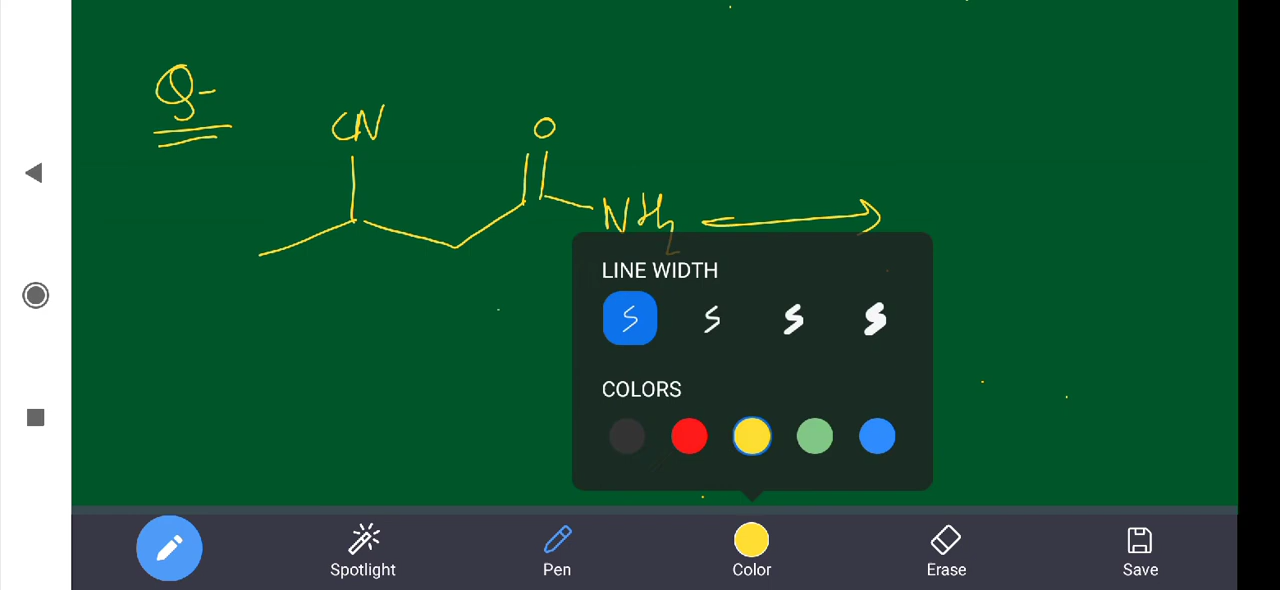 Q-
CN
O
NH2
LINE WIDTH
COLORS
Spotlight
Pen
Color
Erase
Save